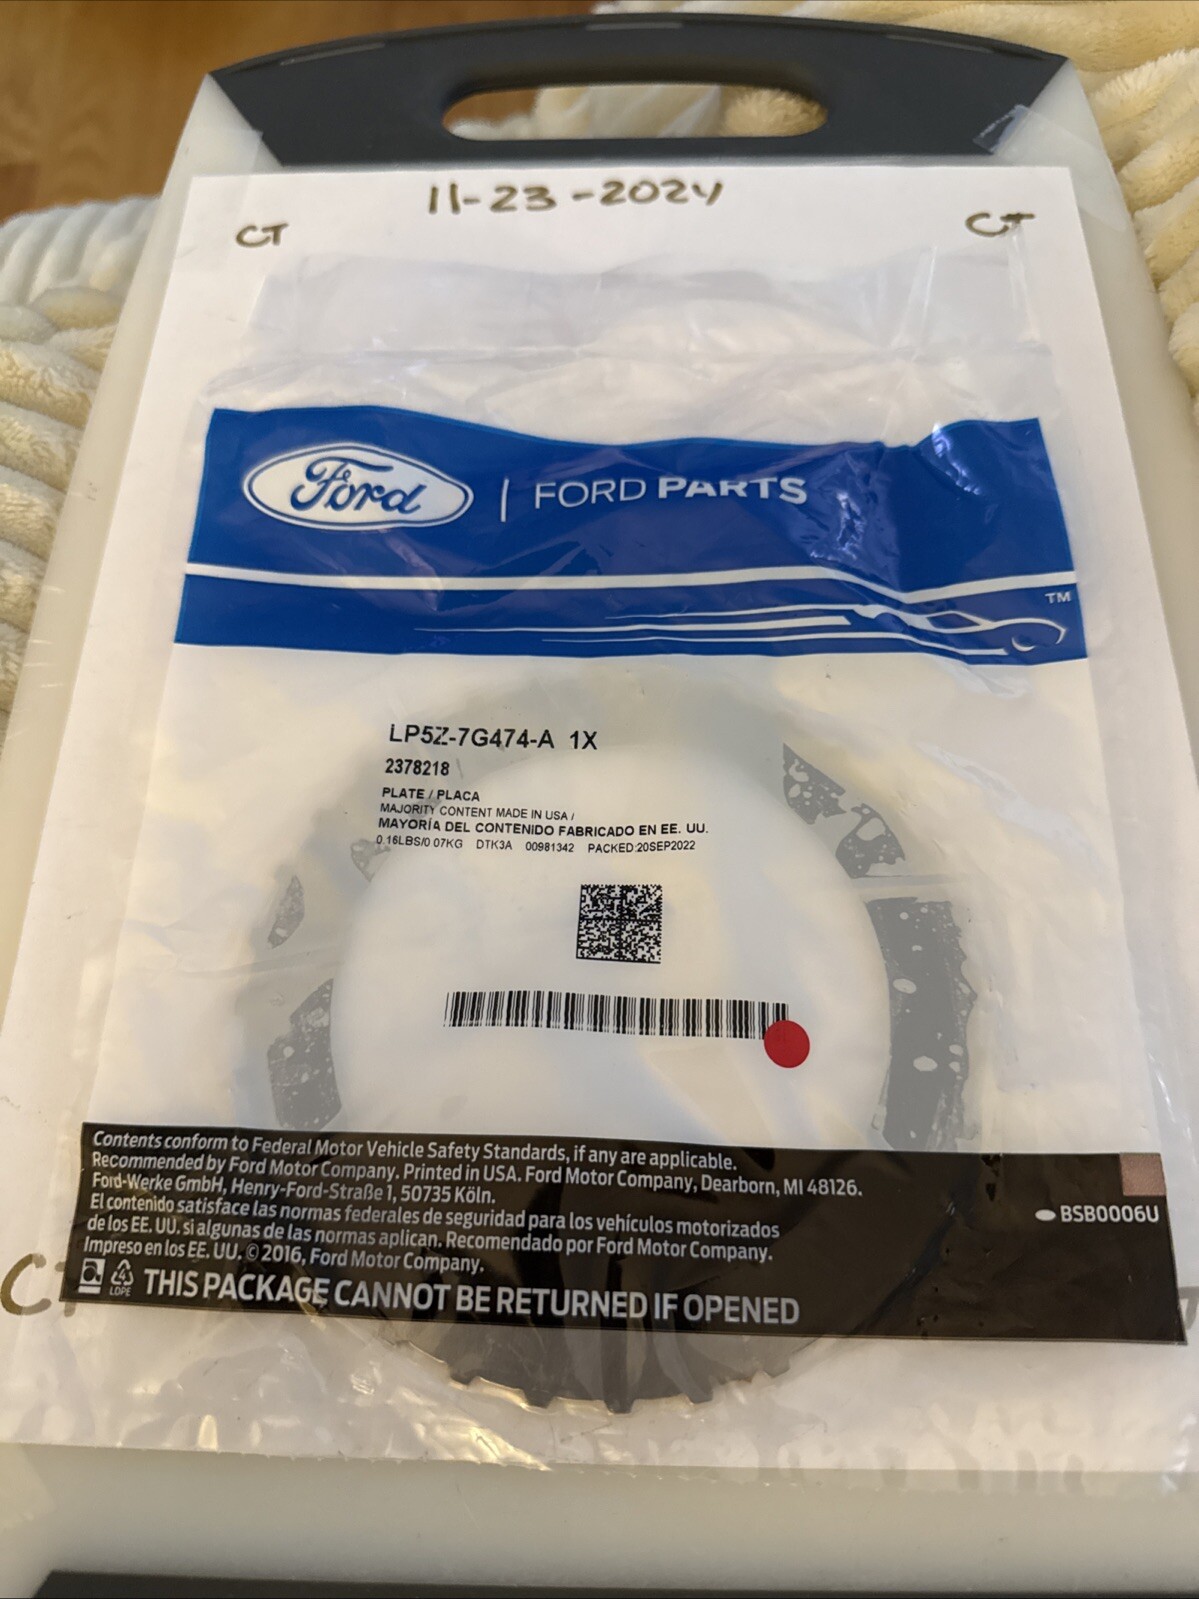 11-23-2024
CT
CT
Ford | FORD PARTS
TM
LP5Z-7G474-A 1X
2378218
PLATE / PLACA
MAJORITY CONTENT MADE IN USA /
MAYORÍA DEL CONTENIDO FABRICADO EN EE. UU.
0.16LBS/0.07KG DTK3A 00981342 PACKED:20SEP2022
Contents conform to Federal Motor Vehicle Safety Standards, if any are applicable.
Recommended by Ford Motor Company. Printed in USA. Ford Motor Company, Dearborn, MI 48126.
Ford-Werke GmbH, Henry-Ford-Straße 1, 50735 Köln.
El contenido satisface las normas federales de seguridad para los vehículos motorizados
de los EE. UU. si algunas de las normas aplican. Recomendado por Ford Motor Company.
Impreso en los EE. UU. © 2016, Ford Motor Company.
BSB0006U
CT
4
LDPE
THIS PACKAGE CANNOT BE RETURNED IF OPENED